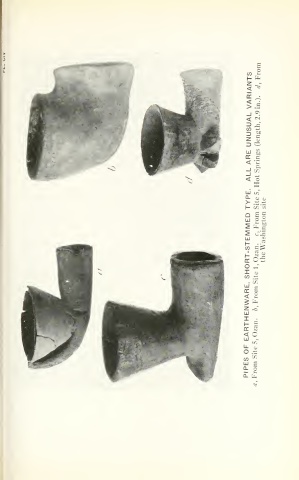 b
d
a
c
PIPES OF EARTHENWARE, SHORT-STEMMED TYPE. ALL ARE UNUSUAL VARIANTS
a, From Site 5, Ozan. b, From Site 1, Ozan. c, From Site 5, Hot Springs (length, 2.9 in.). d, From
the Washington site